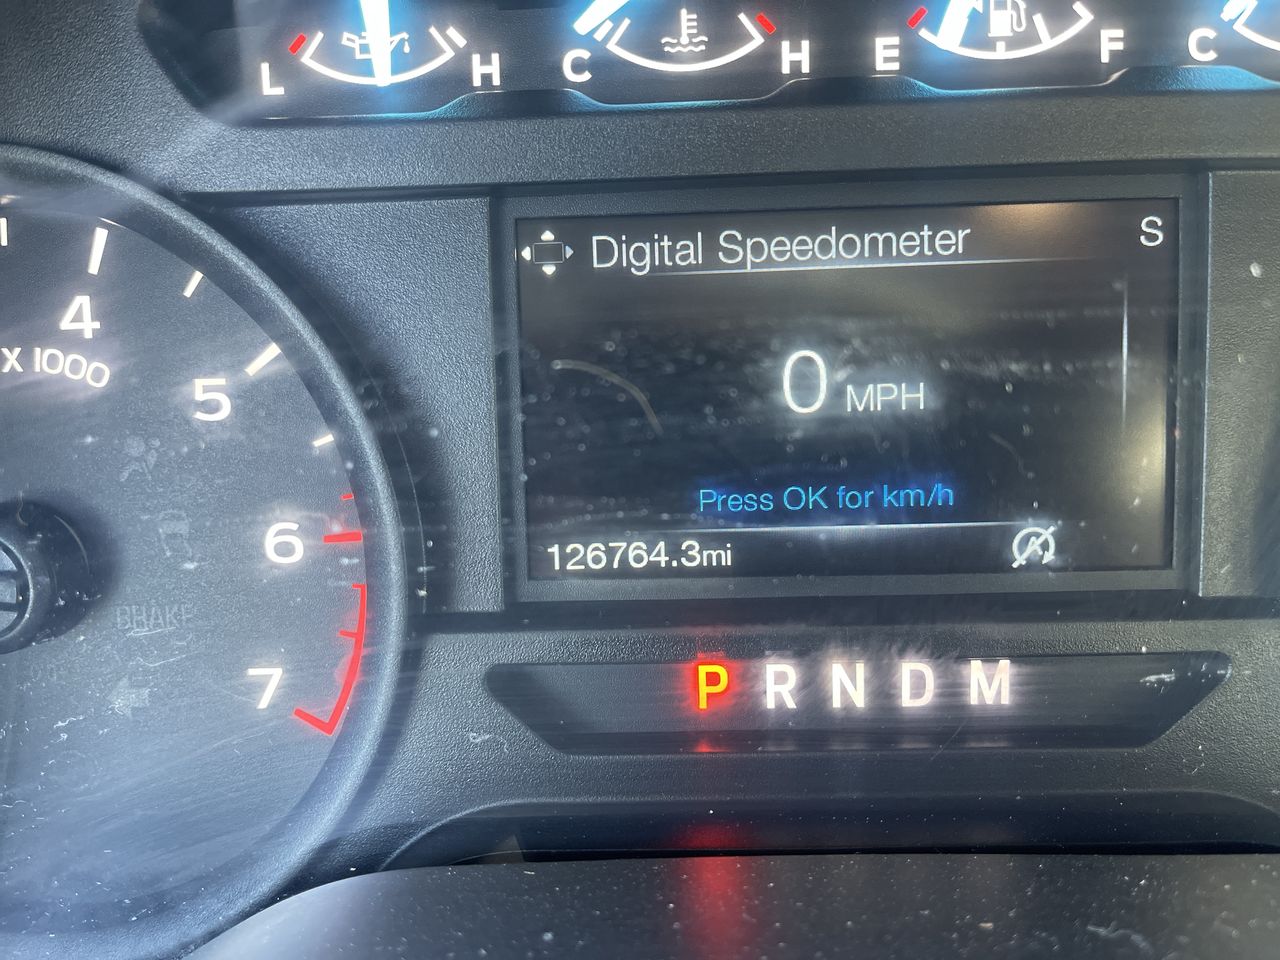 L H C H E F C
Digital Speedometer S
4
X 1000
5
0 MPH
Press OK for km/h
6
126764.3mi
BRAKE
7
P R N D M